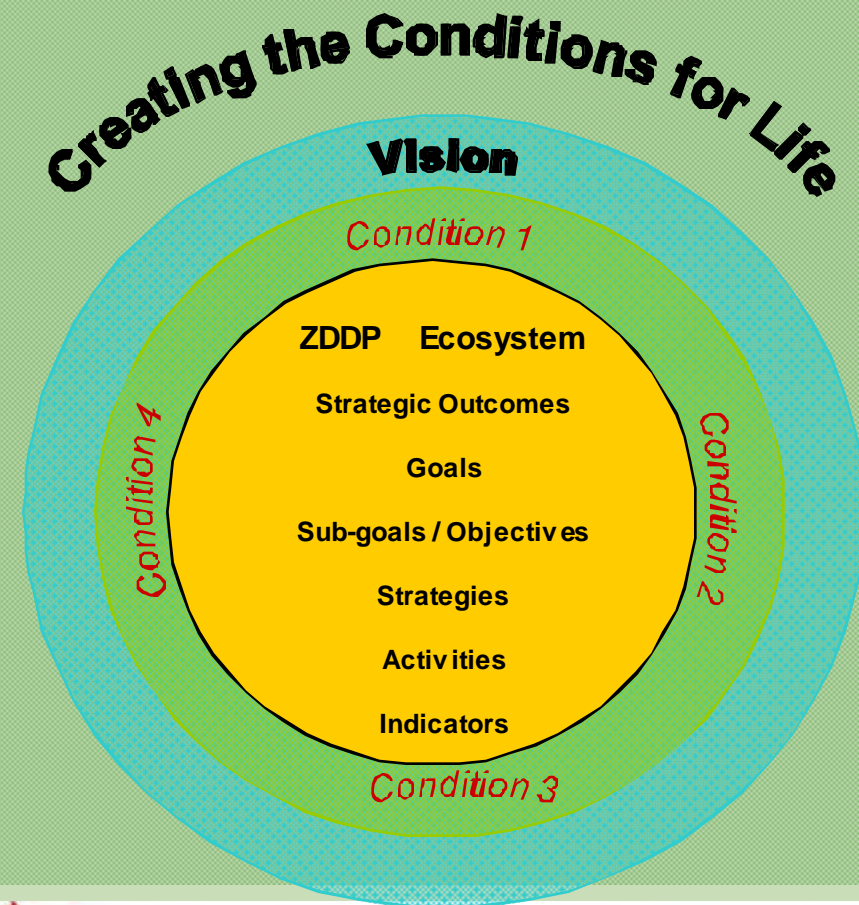 Creating the Conditions for Life
Vision
Condition 1
ZDDP Ecosystem
Strategic Outcomes
Goals
Sub-goals / Objectives
Strategies
Activities
Indicators
Condition 4
Condition 2
Condition 3